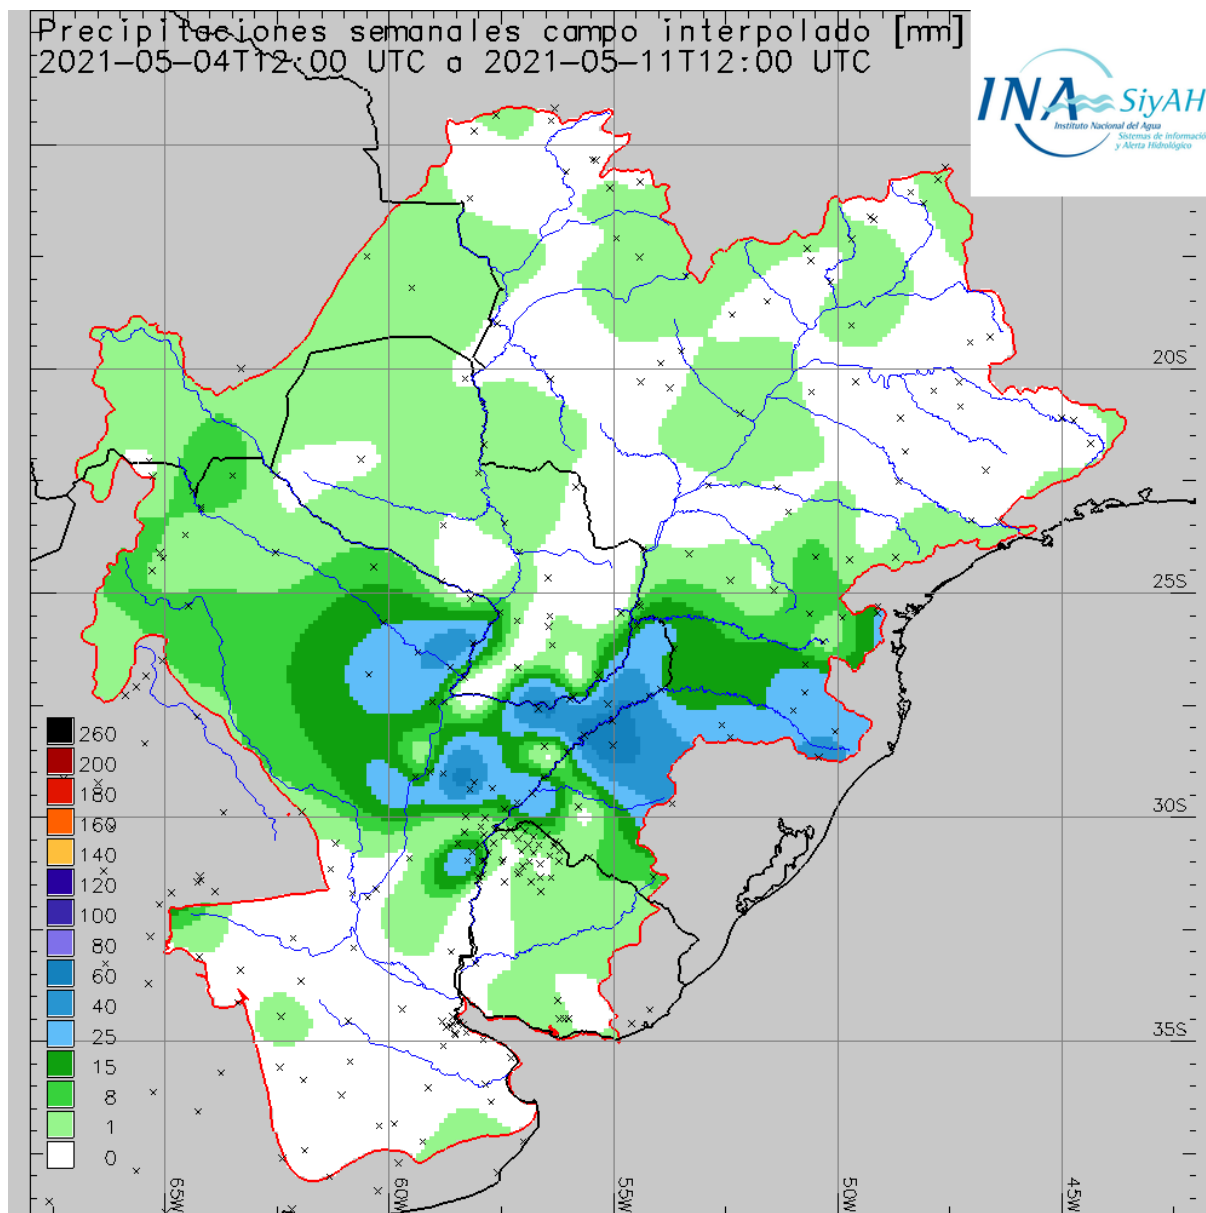 Precipitaciones semanales campo interpolado [mm]
2021-05-04T12:00 UTC a 2021-05-11T12:00 UTC
INA SiyAH
Instituto Nacional del Agua
Sistemas de informació
y Alerta Hidrológico
20S
25S
30S
35S
260
200
180
160
140
120
100
80
60
40
25
15
8
1
0
65W
60W
55W
50W
45W